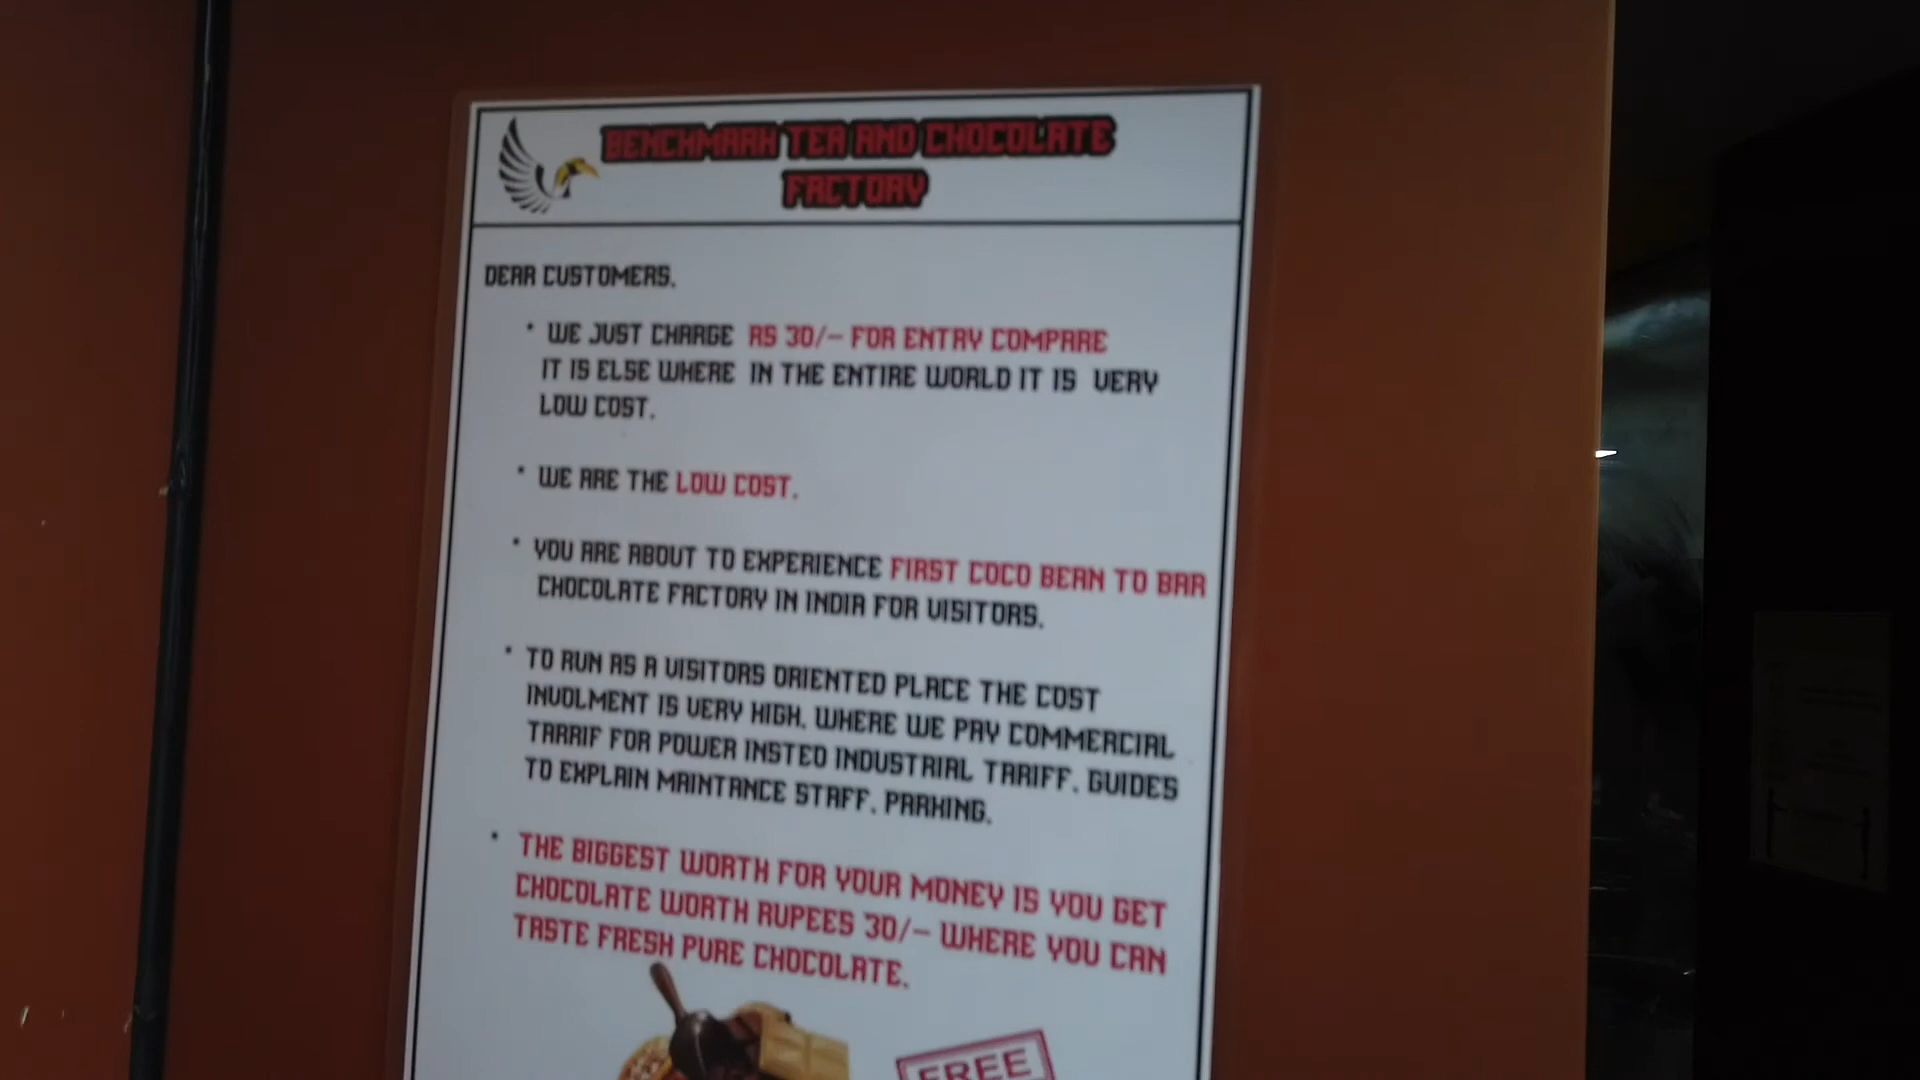 BENCHMARK TEA AND CHOCOLATE
FACTORY
DEAR CUSTOMERS.
• WE JUST CHARGE RS 30/- FOR ENTRY COMPARE
IT IS ELSE WHERE IN THE ENTIRE WORLD IT IS VERY
LOW COST.
• WE ARE THE LOW COST.
• YOU ARE ABOUT TO EXPERIENCE FIRST COCO BEAN TO BAR
CHOCOLATE FACTORY IN INDIA FOR VISITORS.
• TO RUN AS A VISITORS ORIENTED PLACE THE COST
INVOLMENT IS VERY HIGH. WHERE WE PAY COMMERCIAL
TARRIF FOR POWER INSTED INDUSTRIAL TARIFF. GUIDES
TO EXPLAIN MAINTANCE STAFF. PARKING.
• THE BIGGEST WORTH FOR YOUR MONEY IS YOU GET
CHOCOLATE WORTH RUPEES 30/- WHERE YOU CAN
TASTE FRESH PURE CHOCOLATE.
FREE